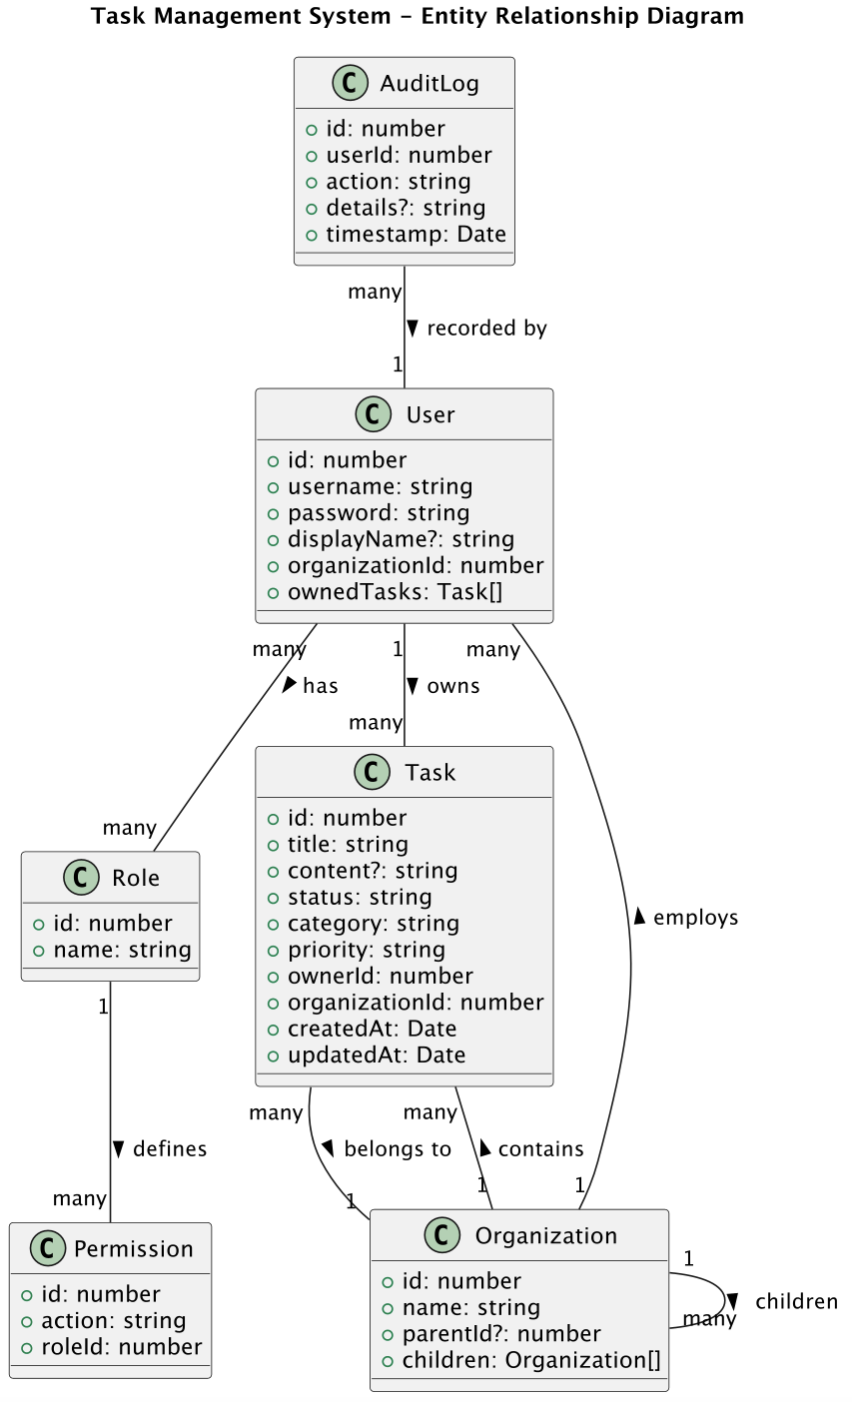 Task Management System – Entity Relationship Diagram
C AuditLog
id: number
userId: number
action: string
details?: string
timestamp: Date
many
recorded by
1
C User
id: number
username: string
password: string
displayName?: string
organizationId: number
ownedTasks: Task[]
many
1
many
has
owns
many
C Task
id: number
title: string
content?: string
status: string
category: string
priority: string
ownerId: number
organizationId: number
createdAt: Date
updatedAt: Date
many
C Role
id: number
name: string
employs
1
many
many
defines
belongs to
contains
many
1
1
1
C Permission
id: number
action: string
roleId: number
C Organization
id: number
name: string
parentId?: number
children: Organization[]
1
children
many